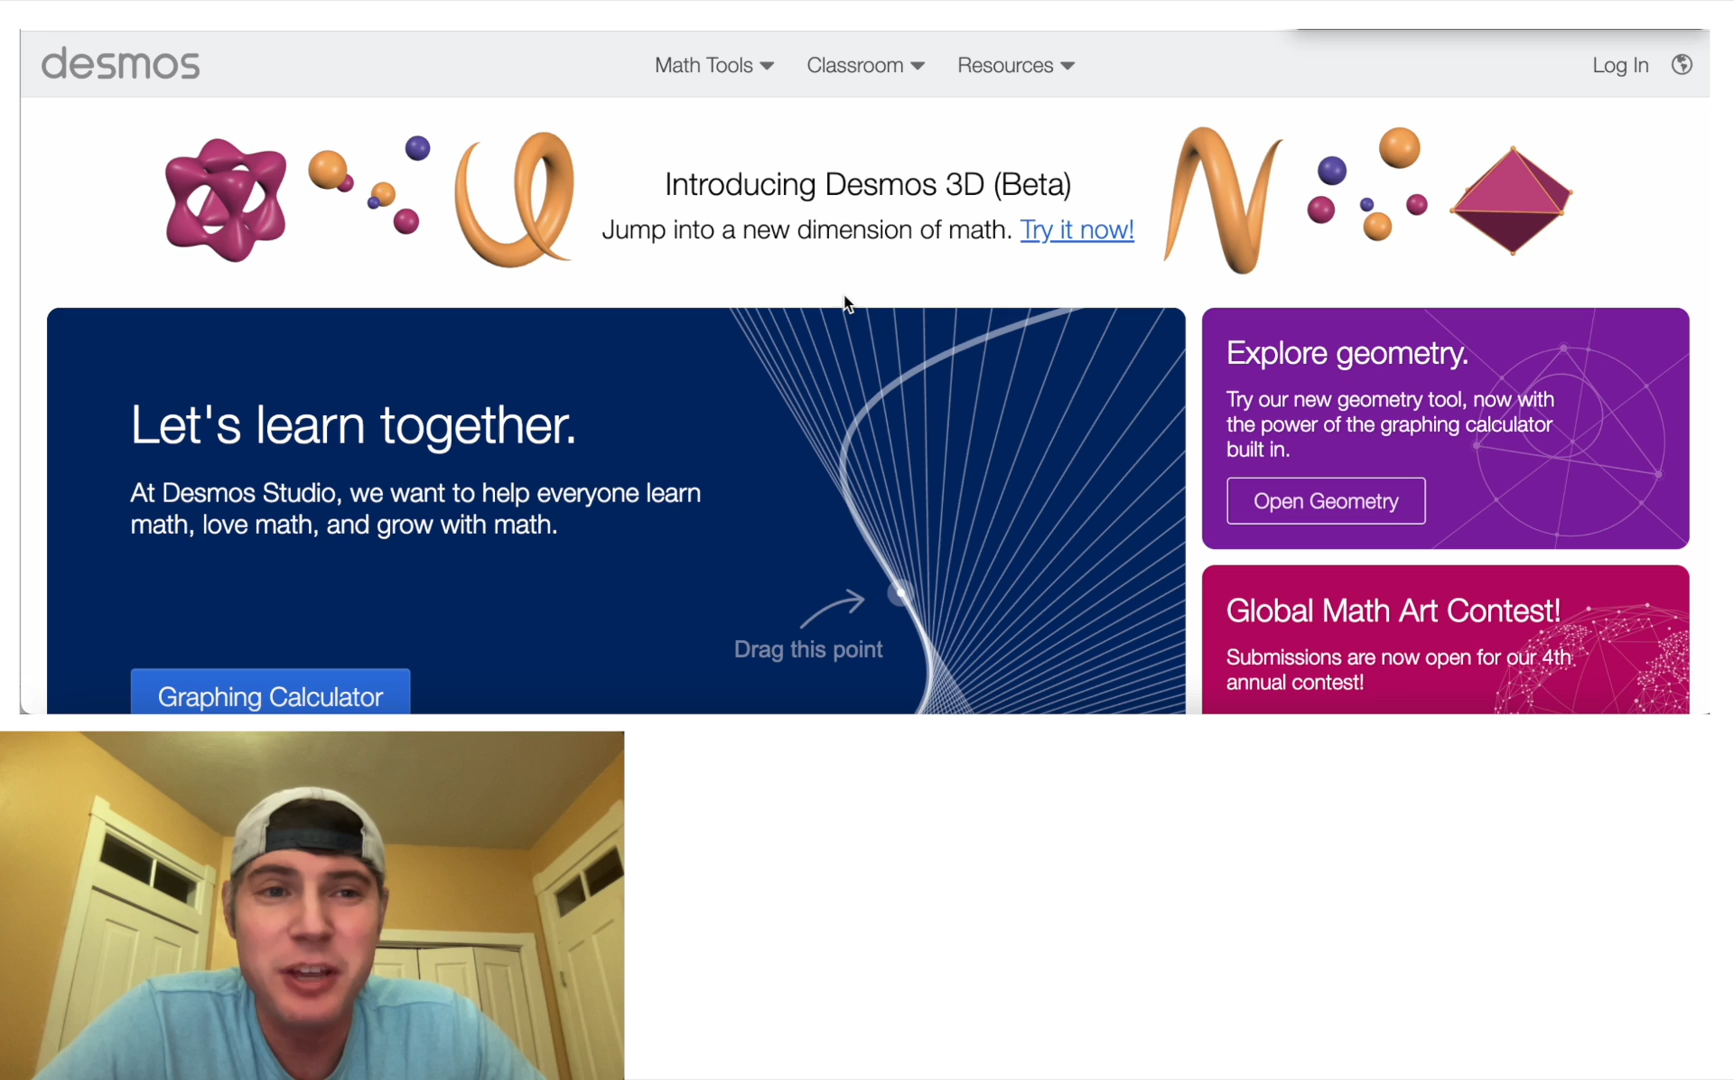 desmos
Math Tools
Classroom
Resources
Log In
Introducing Desmos 3D (Beta)
Jump into a new dimension of math. Try it now!
Let's learn together.
At Desmos Studio, we want to help everyone learn
math, love math, and grow with math.
Drag this point
Graphing Calculator
Explore geometry.
Try our new geometry tool, now with
the power of the graphing calculator
built in.
Open Geometry
Global Math Art Contest!
Submissions are now open for our 4th
annual contest!